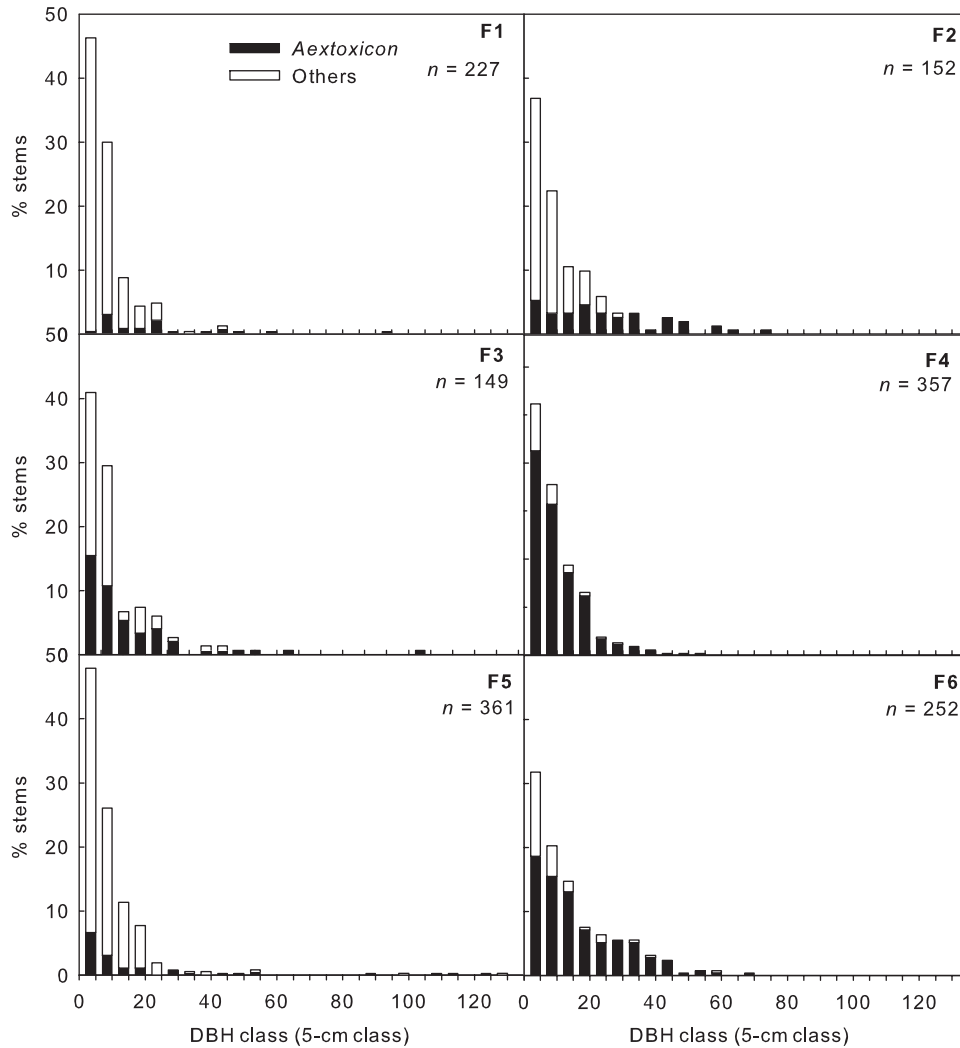 50
40
30
20
10
50
% stems
Aextoxicon
Others
F1
n = 227
F2
n = 152
40
30
20
10
50
% stems
F3
n = 149
F4
n = 357
40
30
20
10
0
% stems
F5
n = 361
F6
n = 252
0 20 40 60 80 100 120
0 20 40 60 80 100 120
DBH class (5-cm class)
DBH class (5-cm class)